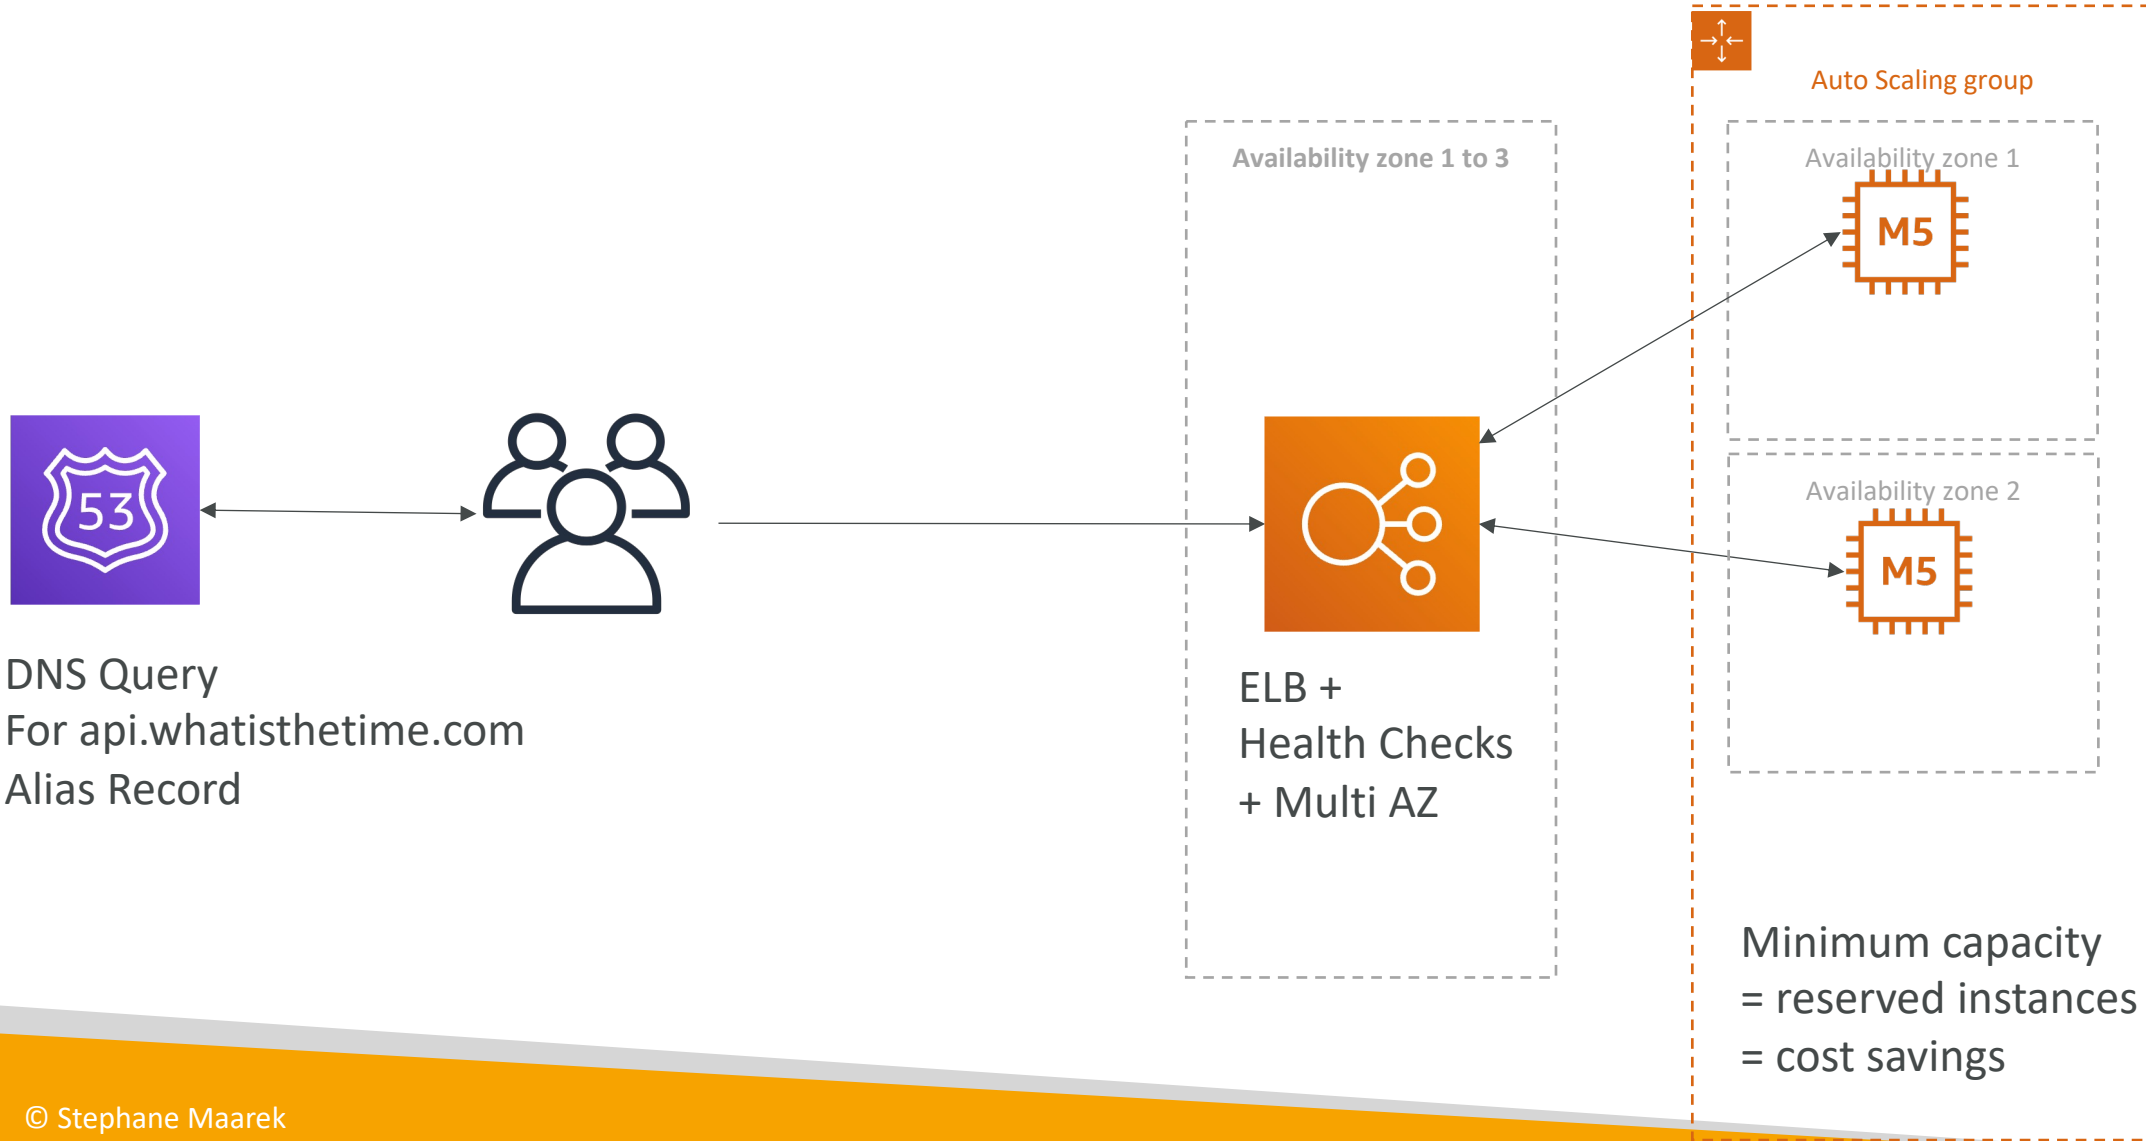 Auto Scaling group
Availability zone 1 to 3
Availability zone 1
M5
Availability zone 2
M5
53
DNS Query
For api.whatisthetime.com
Alias Record
ELB +
Health Checks
+ Multi AZ
Minimum capacity
= reserved instances
= cost savings
© Stephane Maarek